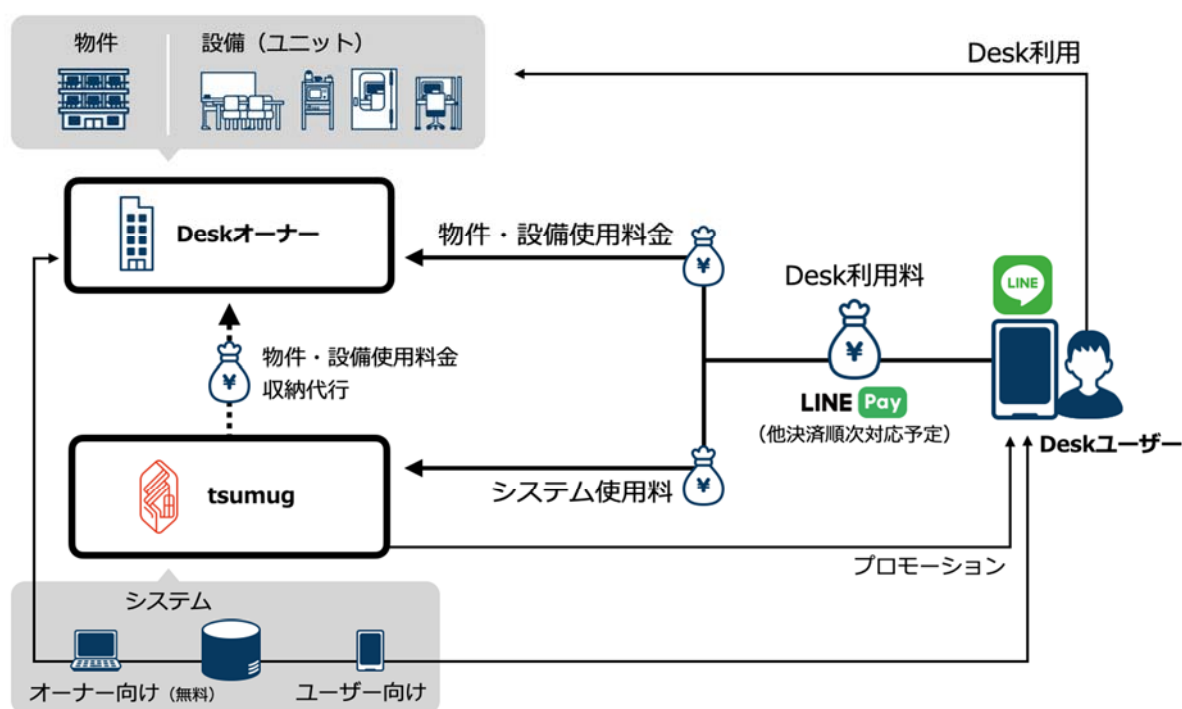 物件
設備（ユニット）
Desk利用
Deskオーナー
物件・設備使用料金
¥
Desk利用料
¥
LINE
LINE Pay
（他決済順次対応予定）
Deskユーザー
¥
物件・設備使用料金
収納代行
tsumug
システム使用料
¥
プロモーション
システム
オーナー向け（無料）
ユーザー向け